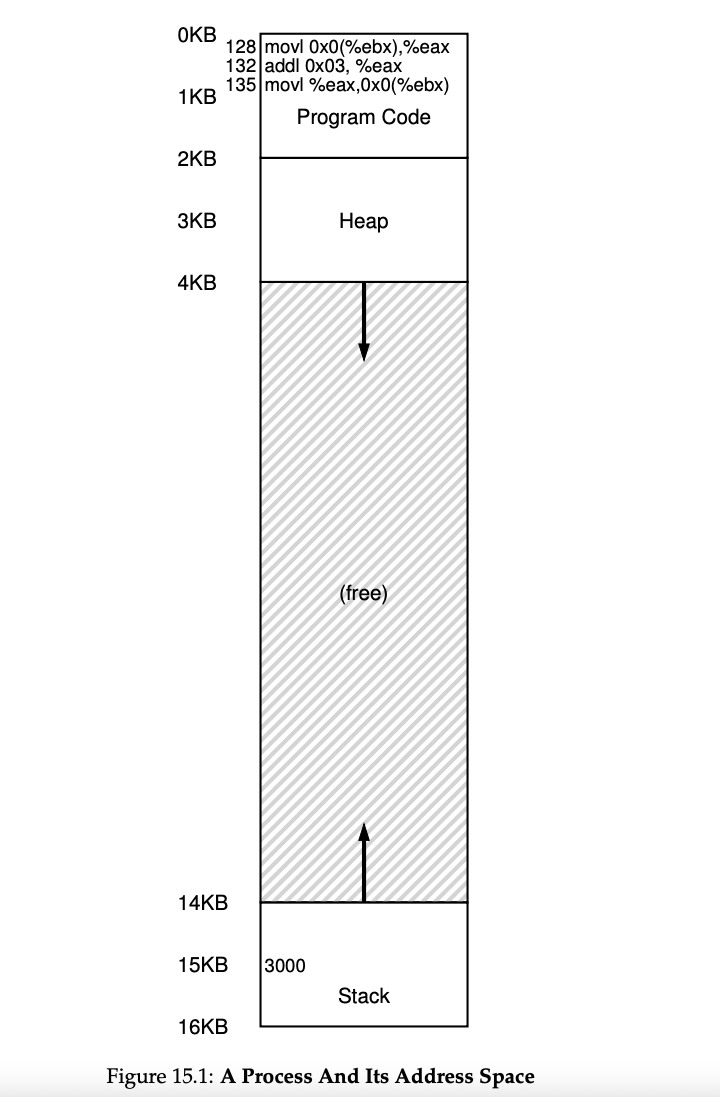 0KB
128 movl 0x0(%ebx),%eax
132 addl 0x03, %eax
135 movl %eax,0x0(%ebx)
1KB
Program Code
2KB
3KB Heap
4KB
(free)
14KB
15KB 3000
Stack
16KB
Figure 15.1: A Process And Its Address Space